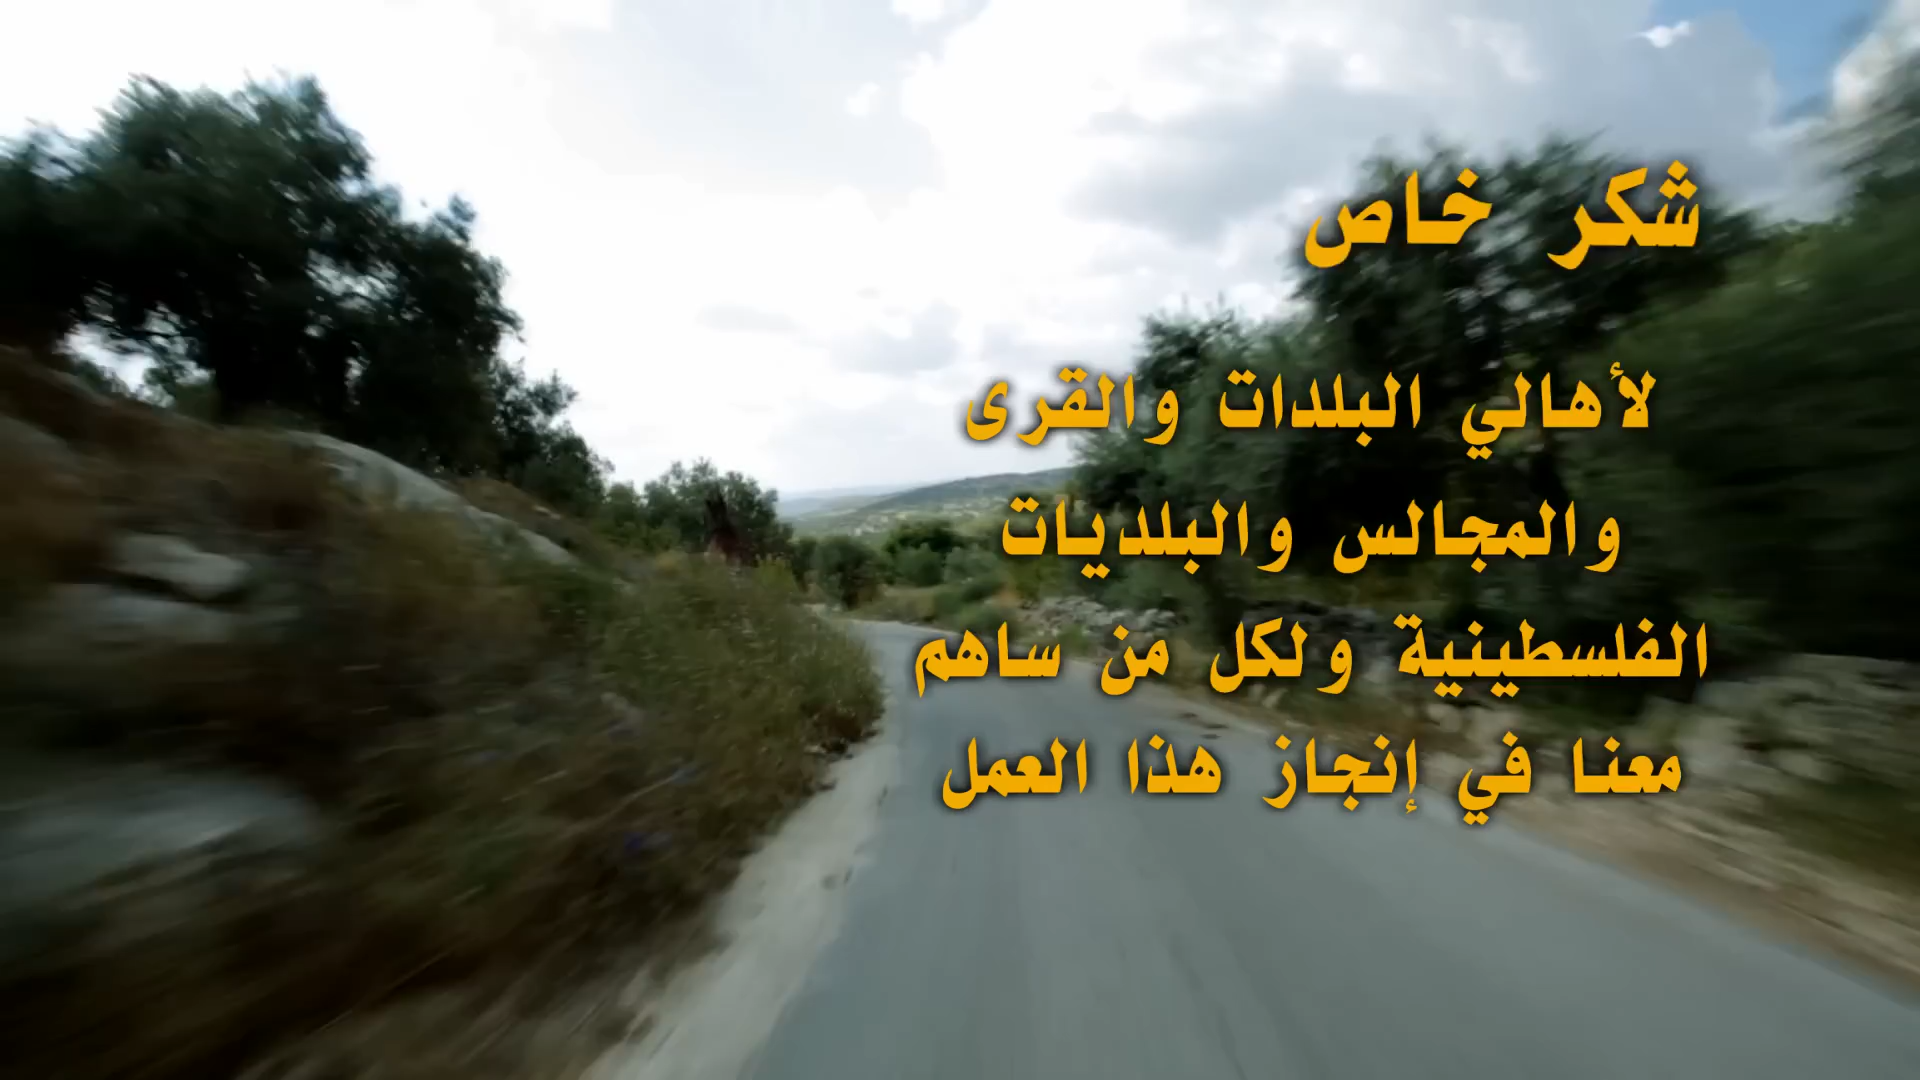 شكر خاص
لأهالي البلدات والقرى
والمجالس والبلديات
الفلسطينية ولكل من ساهم
معنا في إنجاز هذا العمل